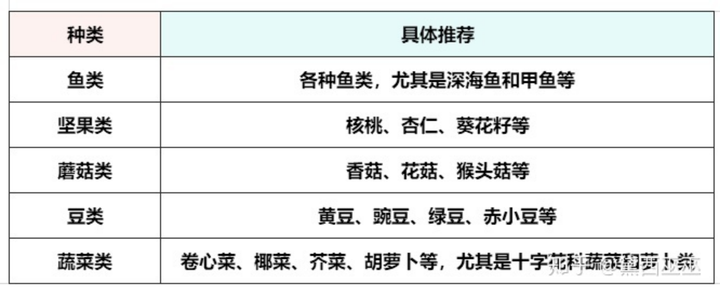 种类 具体推荐
鱼类 各种鱼类，尤其是深海鱼和甲鱼等
坚果类 核桃、杏仁、葵花籽等
蘑菇类 香菇、花菇、猴头菇等
豆类 黄豆、豌豆、绿豆、赤小豆等
蔬菜类 卷心菜、椰菜、芥菜、胡萝卜等，尤其是十字花科蔬菜和萝卜类